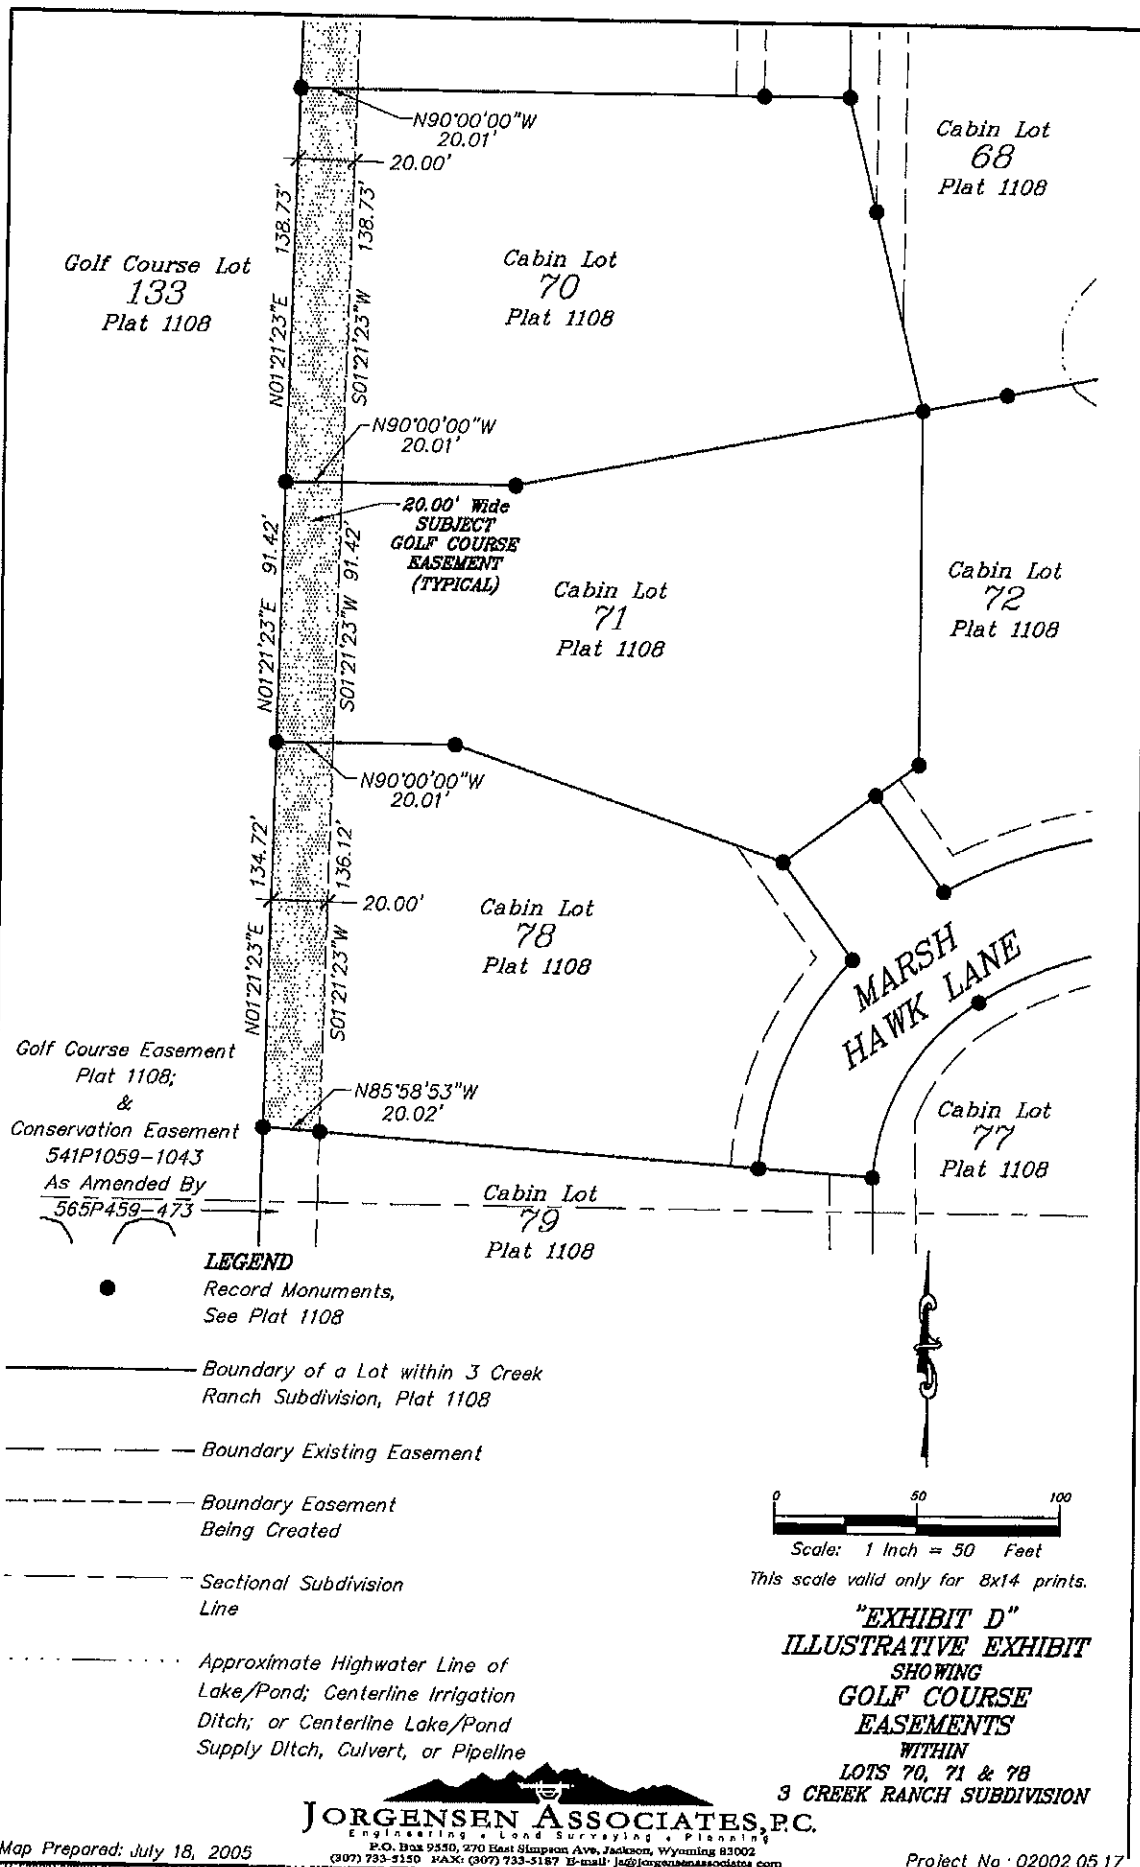 N90°00'00"W
20.01'
20.00'
Cabin Lot
68
Plat 1108
138.73'
138.73'
Golf Course Lot
133
Plat 1108
Cabin Lot
70
Plat 1108
N01°21'23"E
S01°21'23"W
N90°00'00"W
20.01'
20.00' Wide
SUBJECT
GOLF COURSE
EASEMENT
(TYPICAL)
N01°21'23"E 91.42'
S01°21'23"W 91.42'
Cabin Lot
71
Plat 1108
Cabin Lot
72
Plat 1108
N90°00'00"W
20.01'
134.72'
136.12'
20.00'
Cabin Lot
78
Plat 1108
N01°21'23"E
S01°21'23"W
MARSH
HAWK LANE
Golf Course Easement
Plat 1108;
&
Conservation Easement
541P1059-1043
As Amended By
565P459-473
N85°58'53"W
20.02'
Cabin Lot
77
Plat 1108
Cabin Lot
79
Plat 1108
LEGEND
Record Monuments,
See Plat 1108
Boundary of a Lot within 3 Creek
Ranch Subdivision, Plat 1108
Boundary Existing Easement
Boundary Easement
Being Created
Sectional Subdivision
Line
Approximate Highwater Line of
Lake/Pond; Centerline Irrigation
Ditch; or Centerline Lake/Pond
Supply Ditch, Culvert, or Pipeline
0 50 100
Scale: 1 Inch = 50 Feet
This scale valid only for 8x14 prints.
"EXHIBIT D"
ILLUSTRATIVE EXHIBIT
SHOWING
GOLF COURSE
EASEMENTS
WITHIN
LOTS 70, 71 & 78
3 CREEK RANCH SUBDIVISION
JORGENSEN ASSOCIATES, P.C.
Engineering • Land Surveying • Planning
P.O. Box 9550, 270 East Simpson Ave, Jackson, Wyoming 83002
(307) 733-5150 FAX: (307) 733-5187 E-mail: ja@jorgensenassociates.com
Map Prepared: July 18, 2005
Project No.: 02002.05.17